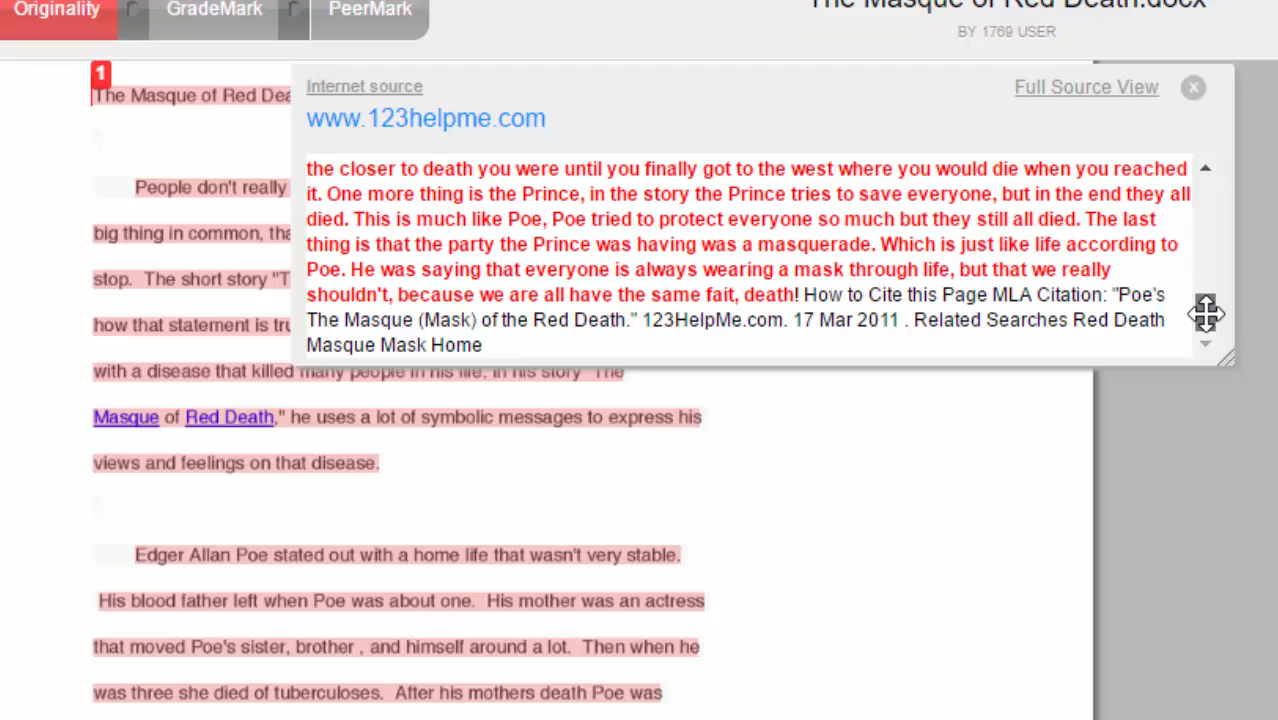 Originality GradeMark PeerMark
The Masque of Red Death.docx
BY 1769 USER
1
The Masque of Red Dea
Internet source
Full Source View
x
www.123helpme.com
the closer to death you were until you finally got to the west where you would die when you reached
it. One more thing is the Prince, in the story the Prince tries to save everyone, but in the end they all
died. This is much like Poe, Poe tried to protect everyone so much but they still all died. The last
thing is that the party the Prince was having was a masquerade. Which is just like life according to
Poe. He was saying that everyone is always wearing a mask through life, but that we really
shouldn't, because we are all have the same fait, death! How to Cite this Page MLA Citation: "Poe's
The Masque (Mask) of the Red Death." 123HelpMe.com. 17 Mar 2011 . Related Searches Red Death
Masque Mask Home
People don't really
big thing in common, tha
stop. The short story "T
how that statement is tru
with a disease that killed many people in his life, in his story "The
Masque of Red Death," he uses a lot of symbolic messages to express his
views and feelings on that disease.
Edger Allan Poe stated out with a home life that wasn't very stable.
His blood father left when Poe was about one. His mother was an actress
that moved Poe's sister, brother , and himself around a lot. Then when he
was three she died of tuberculoses. After his mothers death Poe was